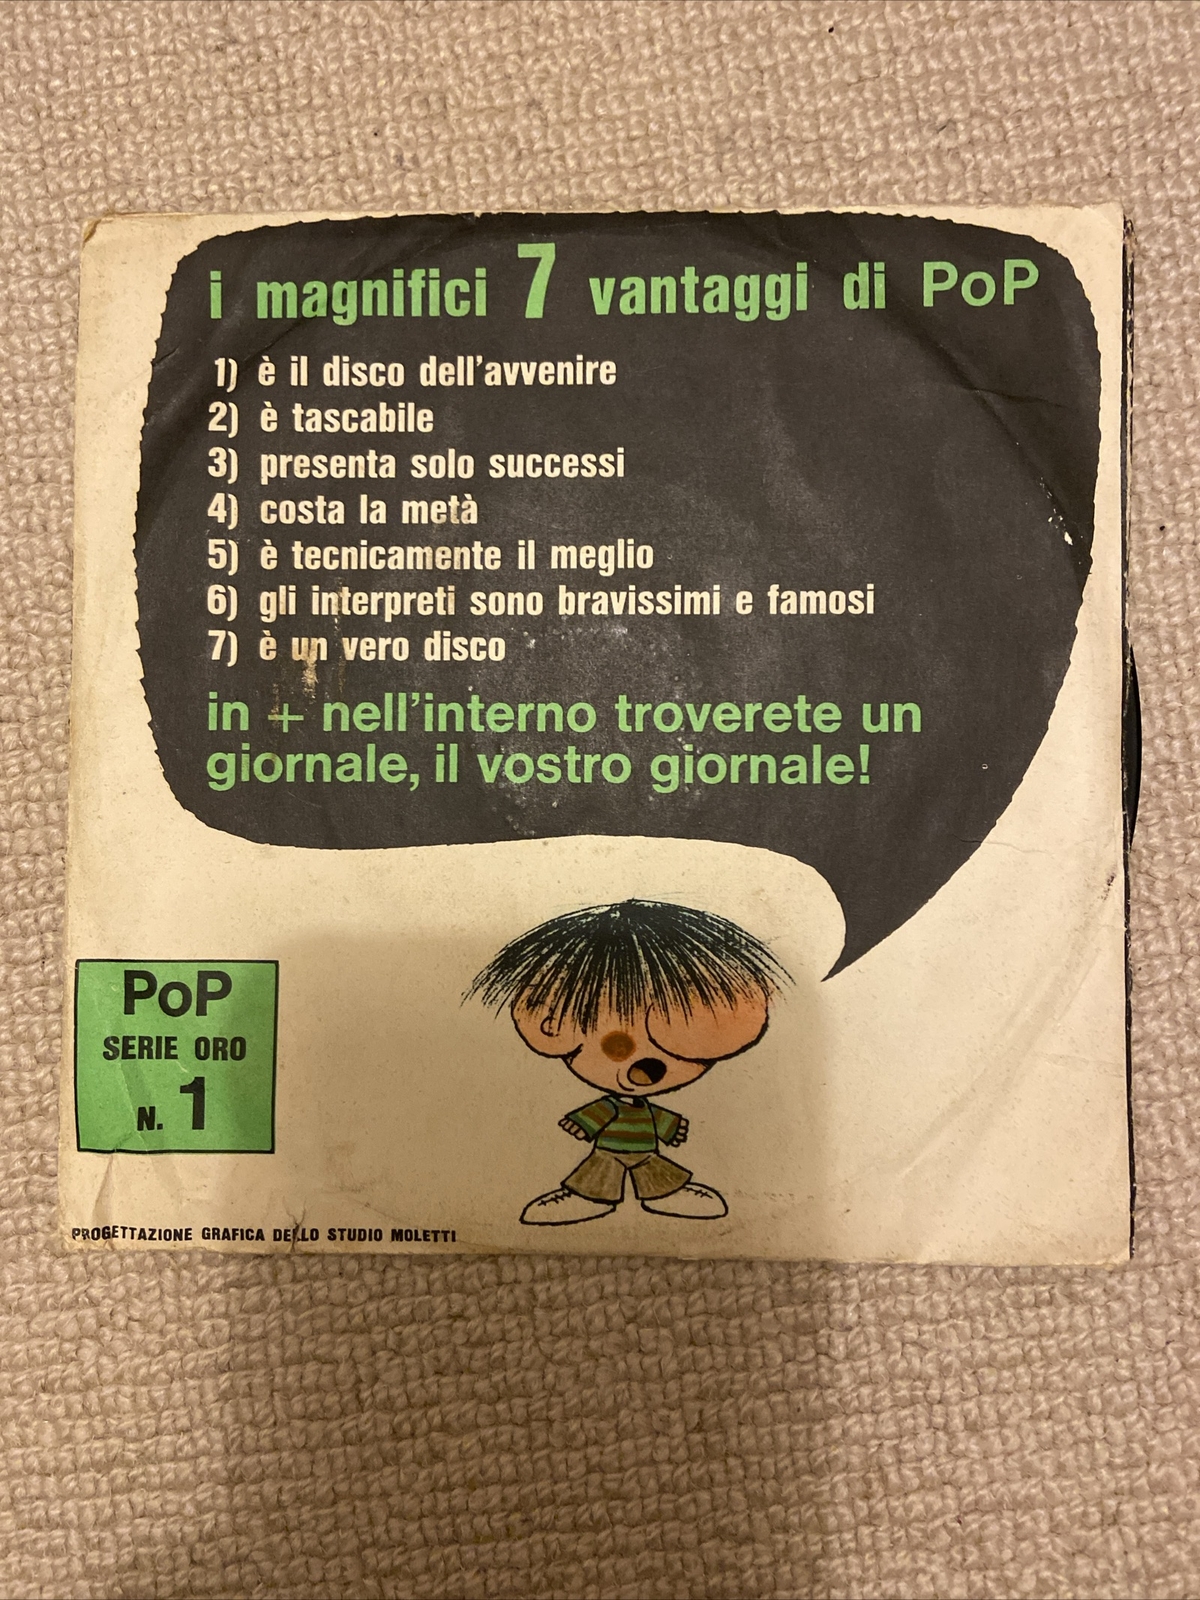 i magnifici 7 vantaggi di PoP
1) è il disco dell'avvenire
2) è tascabile
3) presenta solo successi
4) costa la metà
5) è tecnicamente il meglio
6) gli interpreti sono bravissimi e famosi
7) è un vero disco
in + nell'interno troverete un
giornale, il vostro giornale!
PoP
SERIE ORO
N. 1
PROGETTAZIONE GRAFICA DELLO STUDIO MOLETTI